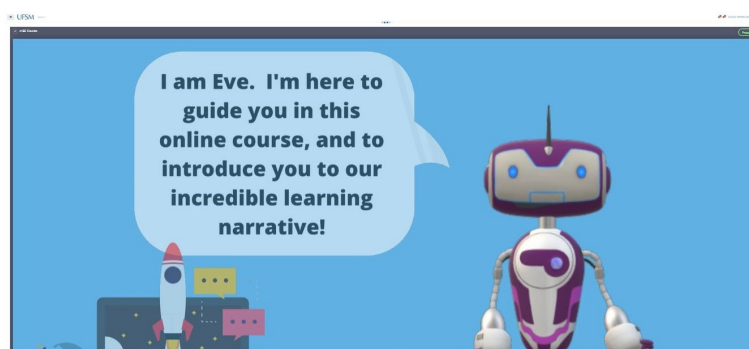 UFSM
I am Eve.  I'm here to
guide you in this
online course, and to
introduce you to our
incredible learning
narrative!